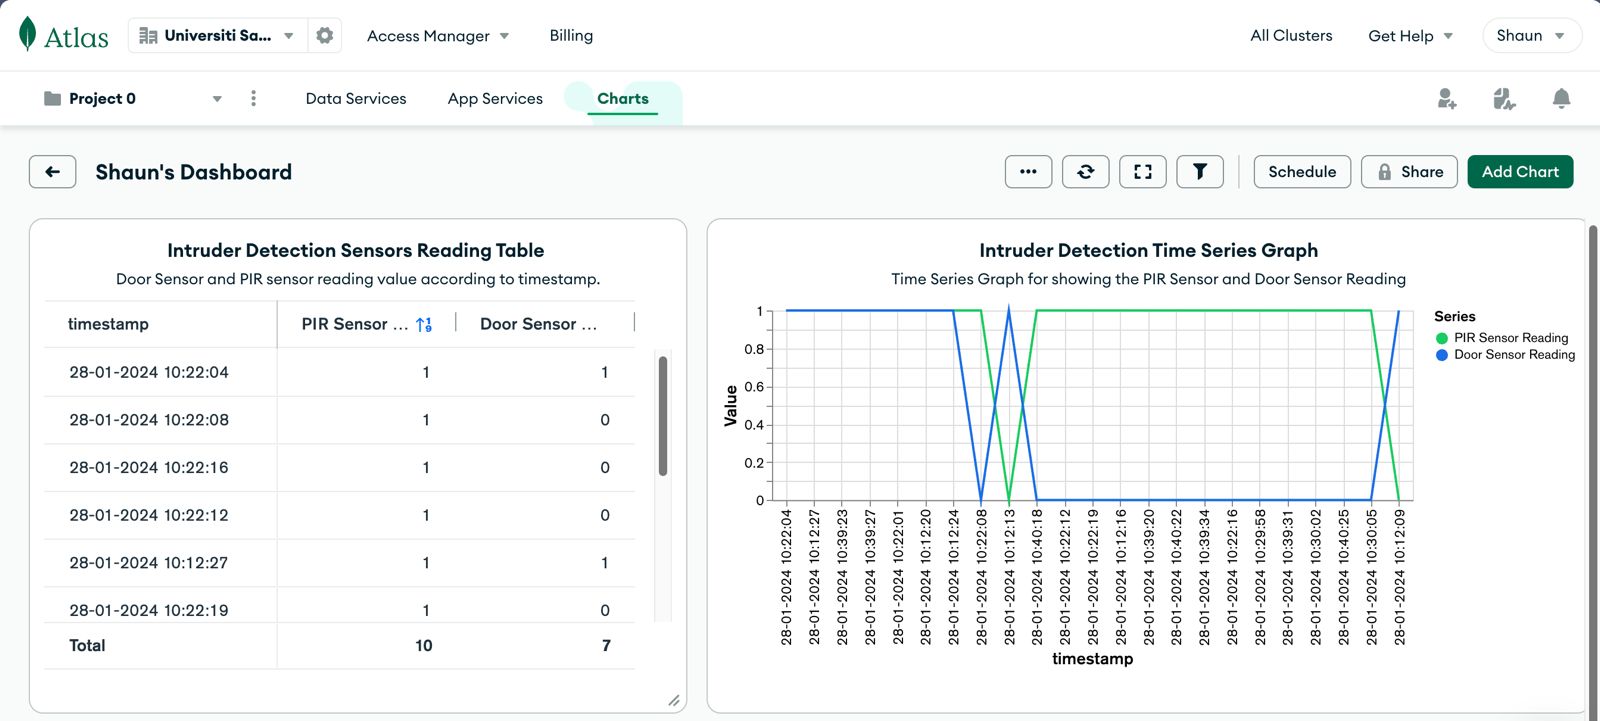 Atlas
Universiti Sa...
Access Manager
Billing
All Clusters
Get Help
Shaun
Project 0
Data Services
App Services
Charts
Shaun's Dashboard
Schedule
Share
Add Chart
Intruder Detection Sensors Reading Table
Door Sensor and PIR sensor reading value according to timestamp.
timestamp PIR Sensor ... Door Sensor ...
28-01-2024 10:22:04 1 1
28-01-2024 10:22:08 1 0
28-01-2024 10:22:16 1 0
28-01-2024 10:22:12 1 0
28-01-2024 10:12:27 1 1
28-01-2024 10:22:19 1 0
Total 10 7
Intruder Detection Time Series Graph
Time Series Graph for showing the PIR Sensor and Door Sensor Reading
Value
1
0.8
0.6
0.4
0.2
0
28-01-2024 10:22:04
28-01-2024 10:12:27
28-01-2024 10:39:23
28-01-2024 10:39:27
28-01-2024 10:22:01
28-01-2024 10:12:20
28-01-2024 10:12:24
28-01-2024 10:22:08
28-01-2024 10:12:13
28-01-2024 10:40:18
28-01-2024 10:22:12
28-01-2024 10:22:19
28-01-2024 10:12:16
28-01-2024 10:39:20
28-01-2024 10:40:22
28-01-2024 10:39:34
28-01-2024 10:22:16
28-01-2024 10:29:58
28-01-2024 10:39:31
28-01-2024 10:30:02
28-01-2024 10:40:25
28-01-2024 10:30:05
28-01-2024 10:12:09
timestamp
Series
PIR Sensor Reading
Door Sensor Reading